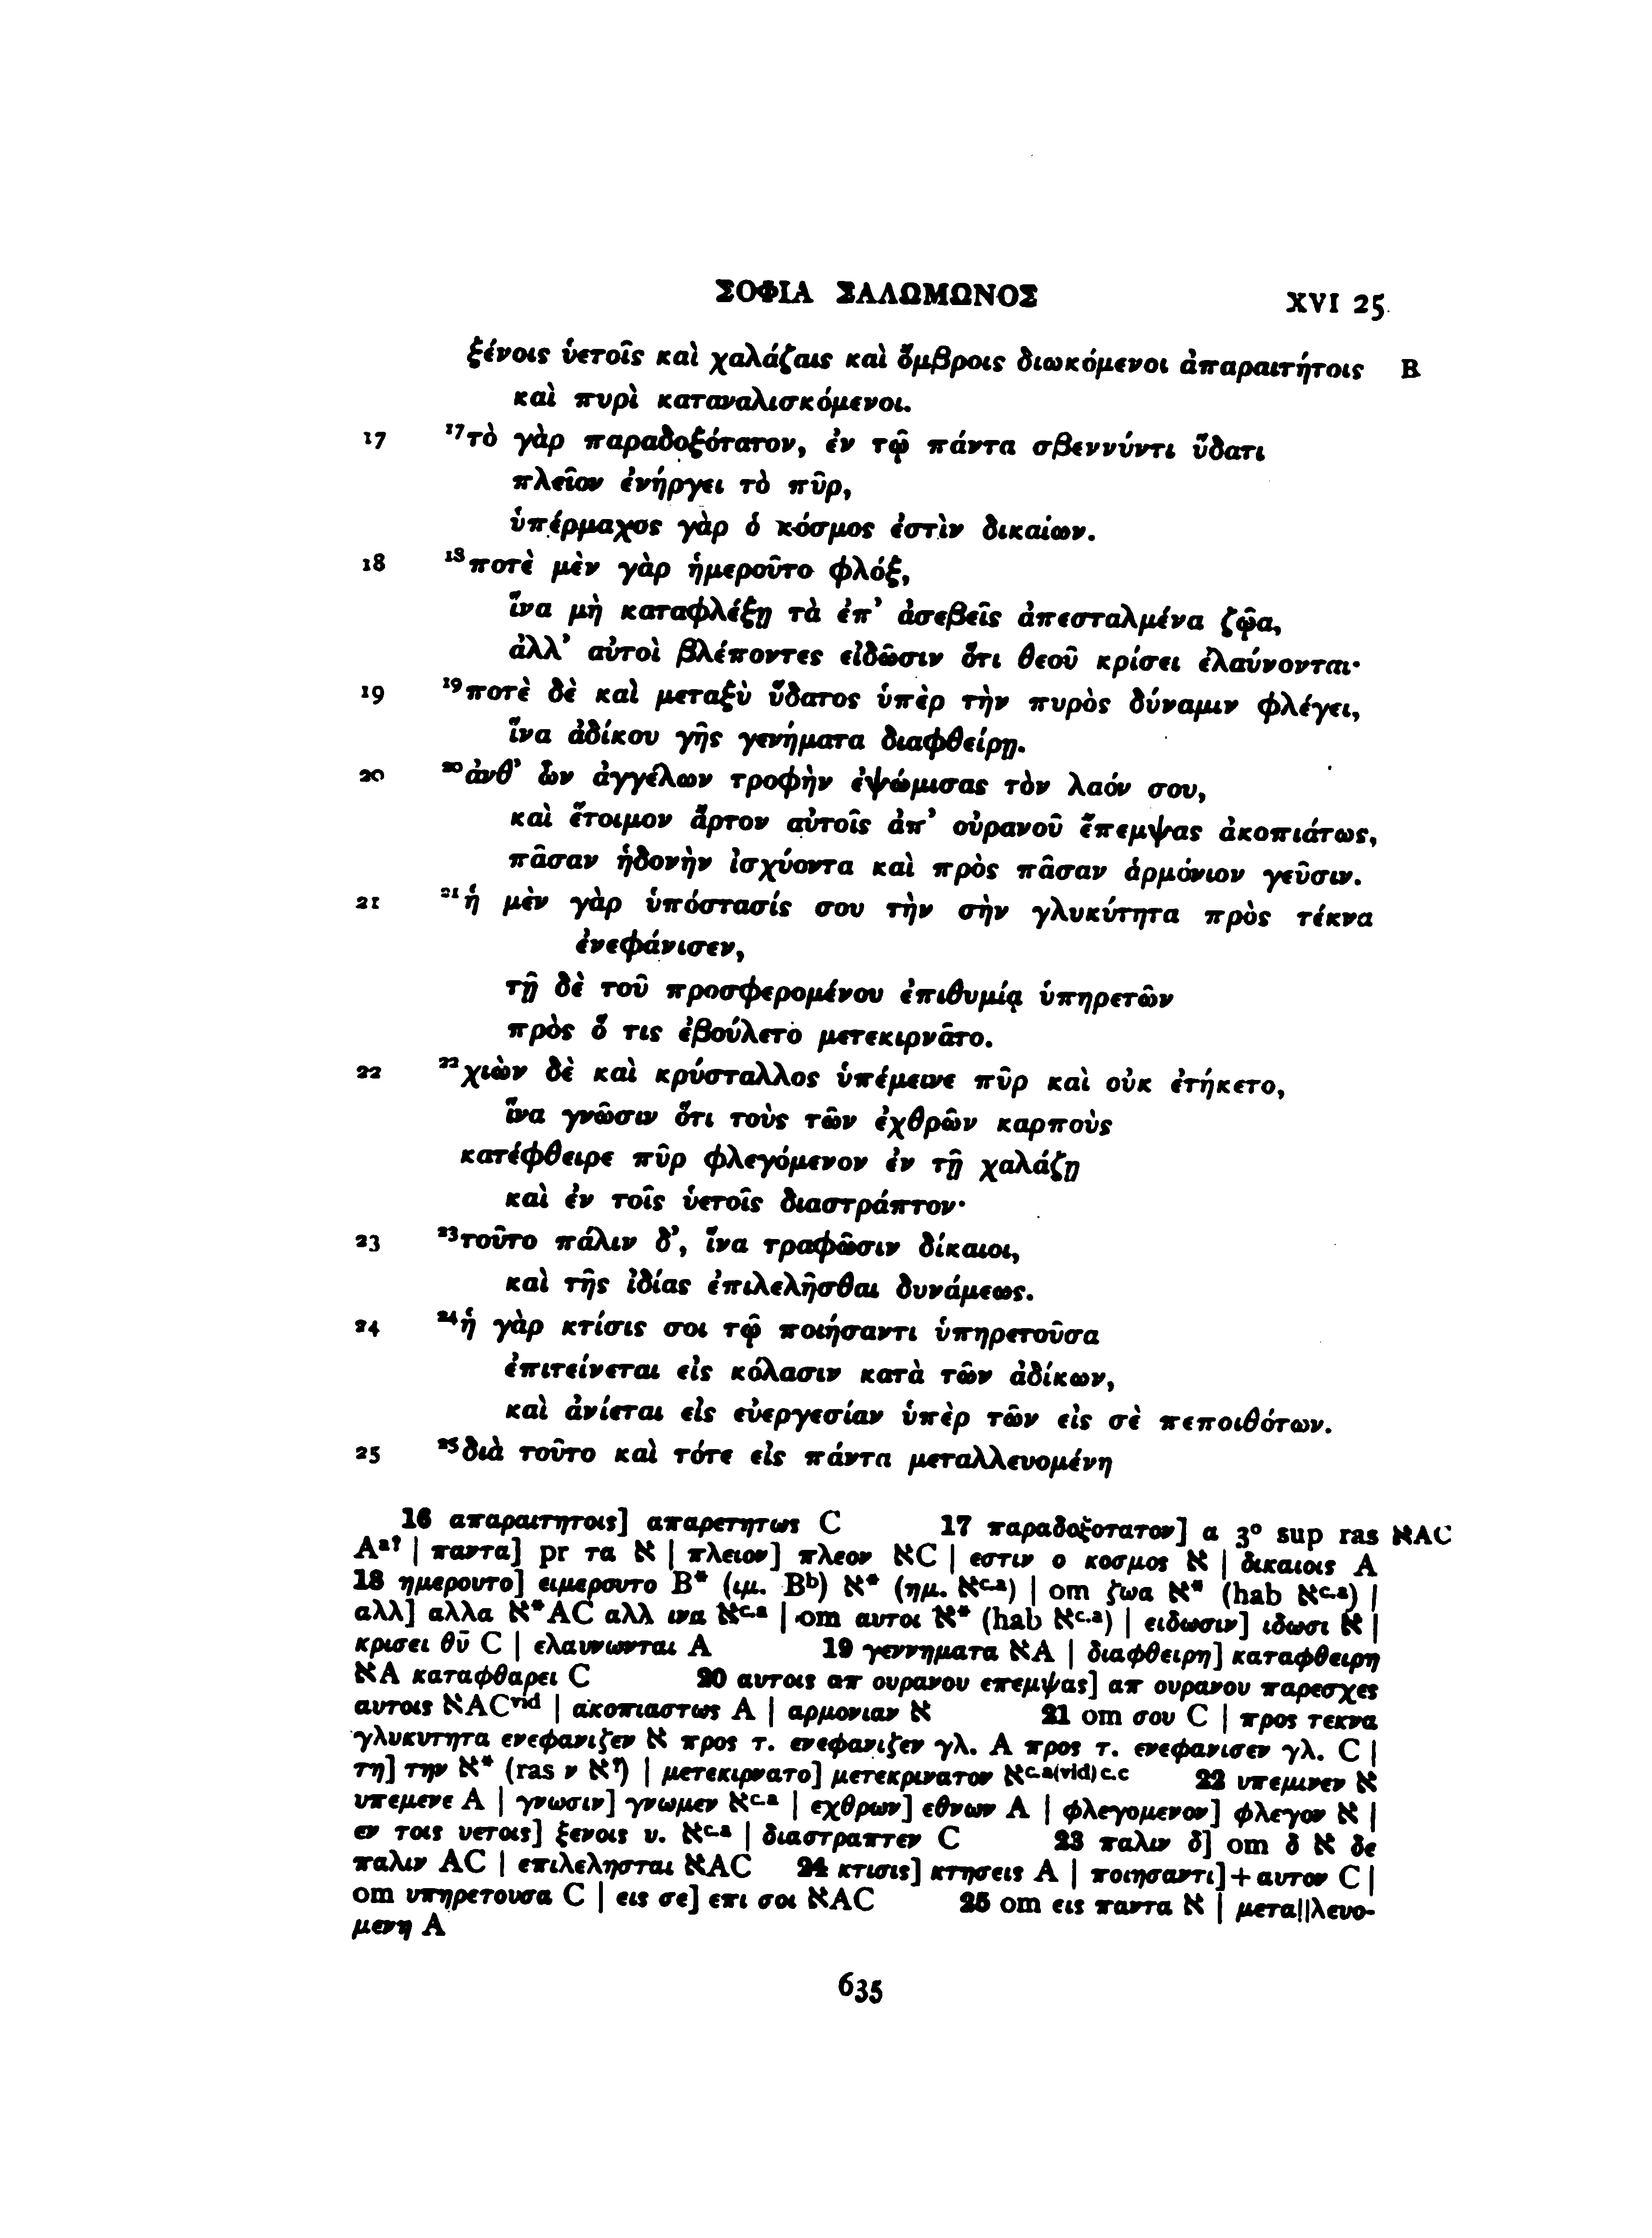 ΣΟΦΙΑ ΣΑΛΩΜΩΝΟΣ XVI 25
ξένοις ὑετοῖς καὶ χαλάζαις καὶ ὄμβροις διωκόμενοι ἀπαραιτήτοις B
καὶ πυρὶ καταναλισκόμενοι.
17 ¹⁷τὸ γὰρ παραδοξότατον, ἐν τῷ πάντα σβεννύντι ὕδατι
πλεῖον ἐνήργει τὸ πῦρ,
ὑπέρμαχος γὰρ ὁ κόσμος ἐστὶν δικαίων.
18 ¹⁸ποτὲ μὲν γὰρ ἡμεροῦτο φλόξ,
ἵνα μὴ καταφλέξῃ τὰ ἐπ’ ἀσεβεῖς ἀπεσταλμένα ζῷα,
ἀλλ’ αὐτοὶ βλέποντες εἰδῶσιν ὅτι θεοῦ κρίσει ἐλαύνονται·
19 ¹⁹ποτὲ δὲ καὶ μεταξὺ ὕδατος ὑπὲρ τὴν πυρὸς δύναμιν φλέγει,
ἵνα ἀδίκου γῆς γενήματα διαφθείρῃ.
20 ²⁰ἀνθ’ ὧν ἀγγέλων τροφὴν ἐψώμισας τὸν λαόν σου,
καὶ ἕτοιμον ἄρτον αὐτοῖς ἀπ’ οὐρανοῦ ἔπεμψας ἀκοπιάτως,
πᾶσαν ἡδονὴν ἰσχύοντα καὶ πρὸς πᾶσαν ἁρμόνιον γεῦσιν.
21 ²¹ἡ μὲν γὰρ ὑπόστασίς σου τὴν σὴν γλυκύτητα πρὸς τέκνα
ἐνεφάνισεν,
τῇ δὲ τοῦ προσφερομένου ἐπιθυμίᾳ ὑπηρετῶν
πρὸς ὅ τις ἐβούλετο μετεκιρνᾶτο.
22 ²²χιὼν δὲ καὶ κρύσταλλος ὑπέμεινε πῦρ καὶ οὐκ ἐτήκετο,
ἵνα γνῶσιν ὅτι τοὺς τῶν ἐχθρῶν καρποὺς
κατέφθειρε πῦρ φλεγόμενον ἐν τῇ χαλάζῃ
καὶ ἐν τοῖς ὑετοῖς διαστράπτον·
23 ²³τοῦτο πάλιν δ’, ἵνα τραφῶσιν δίκαιοι,
καὶ τῆς ἰδίας ἐπιλελῆσθαι δυνάμεως.
24 ²⁴ἡ γὰρ κτίσις σοι τῷ ποιήσαντι ὑπηρετοῦσα
ἐπιτείνεται εἰς κόλασιν κατὰ τῶν ἀδίκων,
καὶ ἀνίεται εἰς εὐεργεσίαν ὑπὲρ τῶν εἰς σὲ πεποιθότων.
25 ²⁵διὰ τοῦτο καὶ τότε εἰς πάντα μεταλλευομένη
16 απαραιτητοις] απαρετητως C 17 παραδοξοτατον] α 3° sup ras אAC
Aᵃ? | παντα] pr τα א | πλειον] πλεον אC | εστιν ο κοσμος א | δικαιοις A
18 ημερουτο] ειμερουτο B* (ιμ. Bᵇ) א* (ημ. אᶜ·ᵃ) | om ζωα א* (hab אᶜ·ᵃ) |
αλλ] αλλα א*AC αλλ ινα אᶜ·ᵃ | om αυτοι א* (hab אᶜ·ᵃ) | ειδωσιν] ιδωσι א |
κρισει θῡ C | ελαυνωνται A 19 γεννηματα אA | διαφθειρη] καταφθειρη
אA καταφθαρει C 20 αυτοις απ ουρανου επεμψας] απ ουρανου παρεσχες
αυτοις אACᵛⁱᵈ | ακοπιαστως A | αρμονιαν א 21 om σου C | προς τεκνα
γλυκυτητα ενεφανιζεν א προς τ. ενεφανιζεν γλ. A προς τ. ενεφανισεν γλ. C |
τη] την א* (ras ν א?) | μετεκιρνατο] μετεκρινατον אᶜ·ᵃ⁽ᵛⁱᵈ⁾ᶜ·ᶜ 22 υπεμινεν א
υπεμενε A | γνωσιν] γνωμεν אᶜ·ᵃ | εχθρων] εθνων A | φλεγομενον] φλεγον א |
εν τοις υετοις] ξενοις υ. אᶜ·ᵃ | διαστραπτεν C 23 παλιν δ] om δ א δε
παλιν AC | επιλελησται אAC 24 κτισις] κτησεις A | ποιησαντι]+αυτον C |
om υπηρετουσα C | εις σε] επι σοι אAC 25 om εις παντα א | μετα||λευο-
μενη A
635